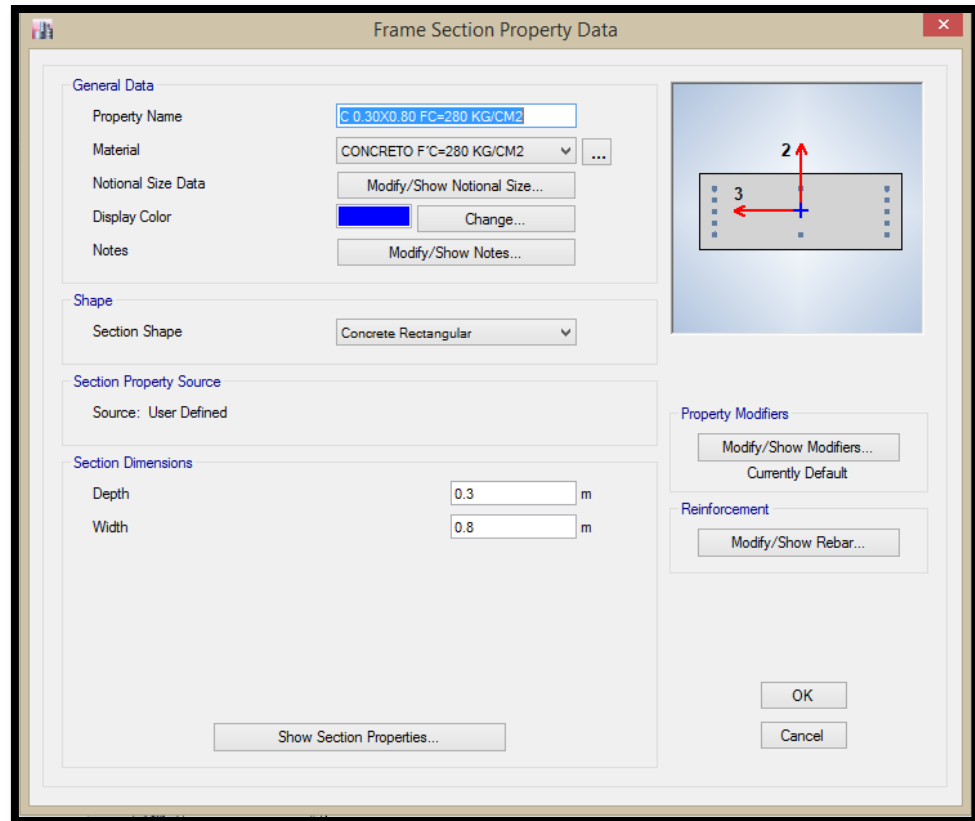 Frame Section Property Data
General Data
Property Name C 0.30X0.80 FC=280 KG/CM2
Material CONCRETO F´C=280 KG/CM2 ...
Notional Size Data Modify/Show Notional Size...
Display Color Change...
Notes Modify/Show Notes...
2
3
Shape
Section Shape Concrete Rectangular
Section Property Source
Source: User Defined
Property Modifiers
Modify/Show Modifiers...
Currently Default
Section Dimensions
Depth 0.3 m
Width 0.8 m
Reinforcement
Modify/Show Rebar...
OK
Show Section Properties...
Cancel